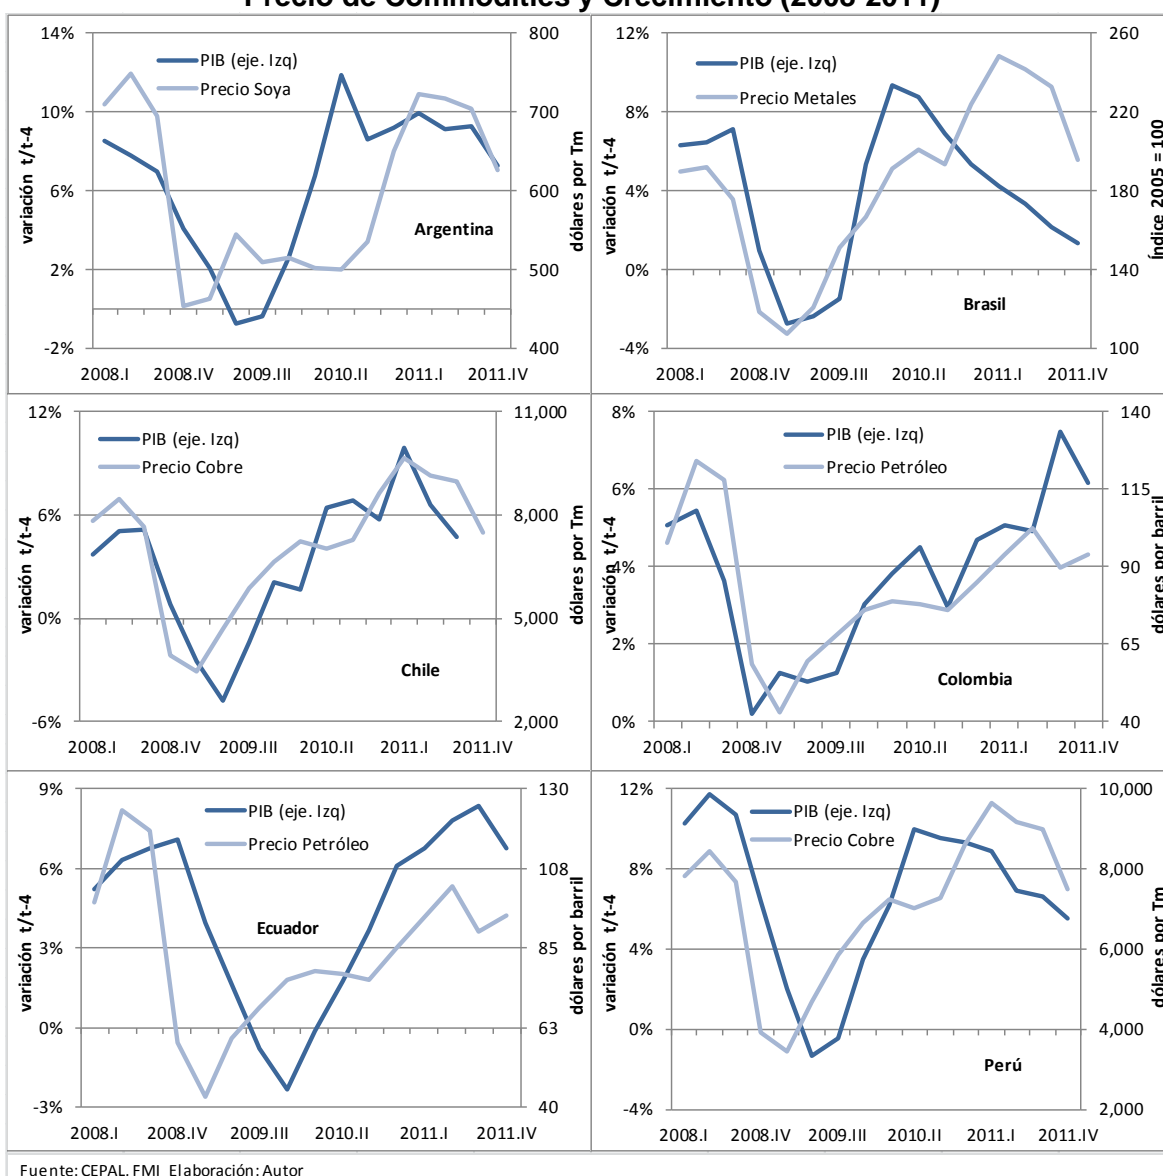 Precio de Commodities y Crecimiento (2008-2011)
14%
10%
6%
2%
-2%
variación t/t-4
PIB (eje. Izq)
Precio Soya
Argentina
800
700
600
500
400
dólares por Tm
2008.I 2008.IV 2009.III 2010.II 2011.I 2011.IV
12%
8%
4%
0%
-4%
variación t/t-4
PIB (eje. Izq)
Precio Metales
Brasil
260
220
180
140
100
Índice 2005 = 100
2008.I 2008.IV 2009.III 2010.II 2011.I 2011.IV
12%
6%
0%
-6%
variación t/t-4
PIB (eje. Izq)
Precio Cobre
Chile
11,000
8,000
5,000
2,000
dólares por Tm
2008.I 2008.IV 2009.III 2010.II 2011.I 2011.IV
8%
6%
4%
2%
0%
variación t/t-4
PIB (eje. Izq)
Precio Petróleo
Colombia
140
115
90
65
40
dólares por barril
2008.I 2008.IV 2009.III 2010.II 2011.I 2011.IV
9%
6%
3%
0%
-3%
variación t/t-4
PIB (eje. Izq)
Precio Petróleo
Ecuador
130
108
85
63
40
dólares por barril
2008.I 2008.IV 2009.III 2010.II 2011.I 2011.IV
12%
8%
4%
0%
-4%
variación t/t-4
PIB (eje. Izq)
Precio Cobre
Perú
10,000
8,000
6,000
4,000
2,000
dólares por Tm
2008.I 2008.IV 2009.III 2010.II 2011.I 2011.IV
Fuente: CEPAL, FMI Elaboración: Autor